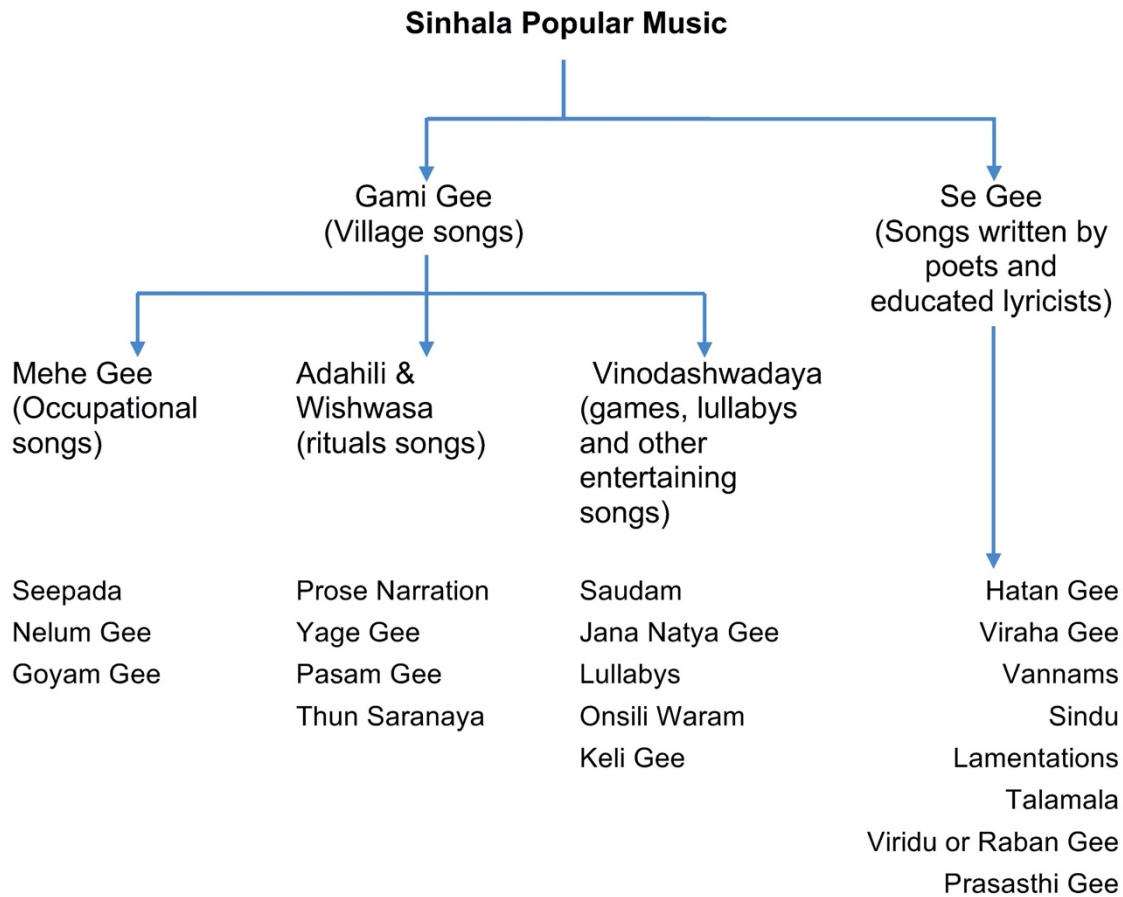 Sinhala Popular Music
Gami Gee
(Village songs)
Se Gee
(Songs written by
poets and
educated lyricists)
Mehe Gee
(Occupational
songs)
Adahili &
Wishwasa
(rituals songs)
Vinodashwadaya
(games, lullabys
and other
entertaining
songs)
Seepada
Nelum Gee
Goyam Gee
Prose Narration
Yage Gee
Pasam Gee
Thun Saranaya
Saudam
Jana Natya Gee
Lullabys
Onsili Waram
Keli Gee
Hatan Gee
Viraha Gee
Vannams
Sindu
Lamentations
Talamala
Viridu or Raban Gee
Prasasthi Gee